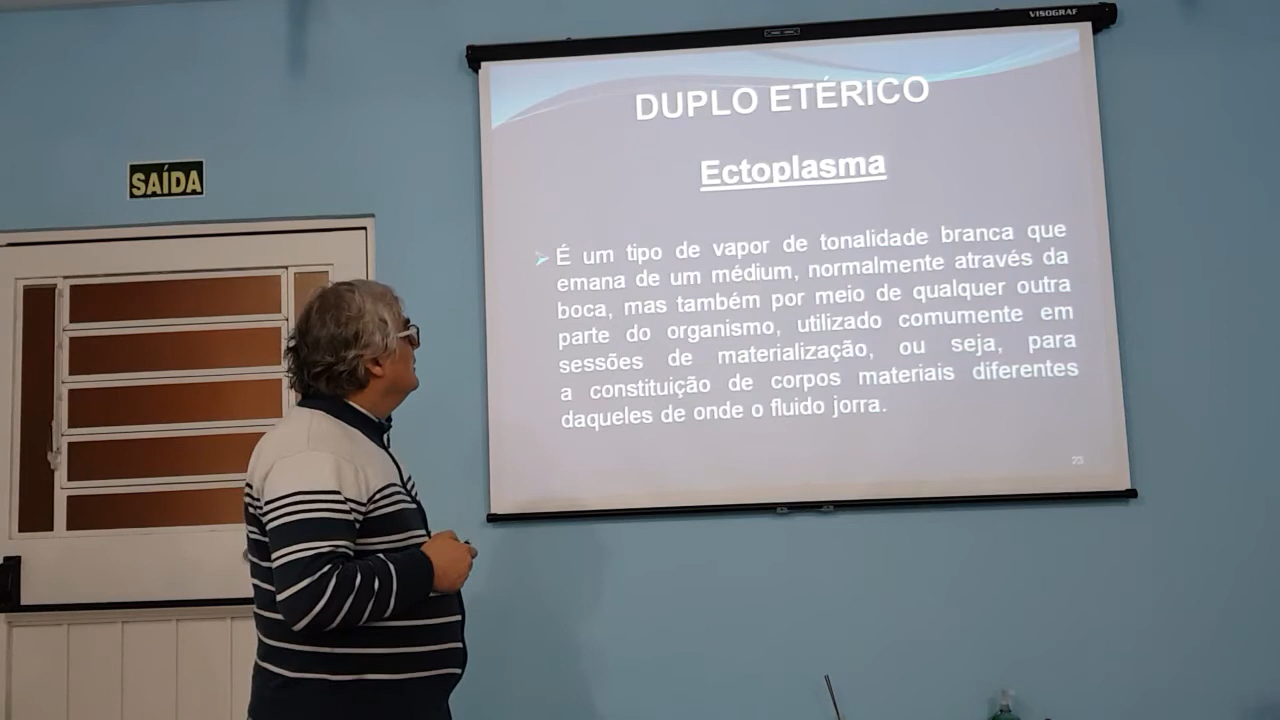 VISOGRAF
DUPLO ETÉRICO
Ectoplasma
SAÍDA
É um tipo de vapor de tonalidade branca que
emana de um médium, normalmente através da
boca, mas também por meio de qualquer outra
parte do organismo, utilizado comumente em
sessões de materialização, ou seja, para
a constituição de corpos materiais diferentes
daqueles de onde o fluido jorra.
23